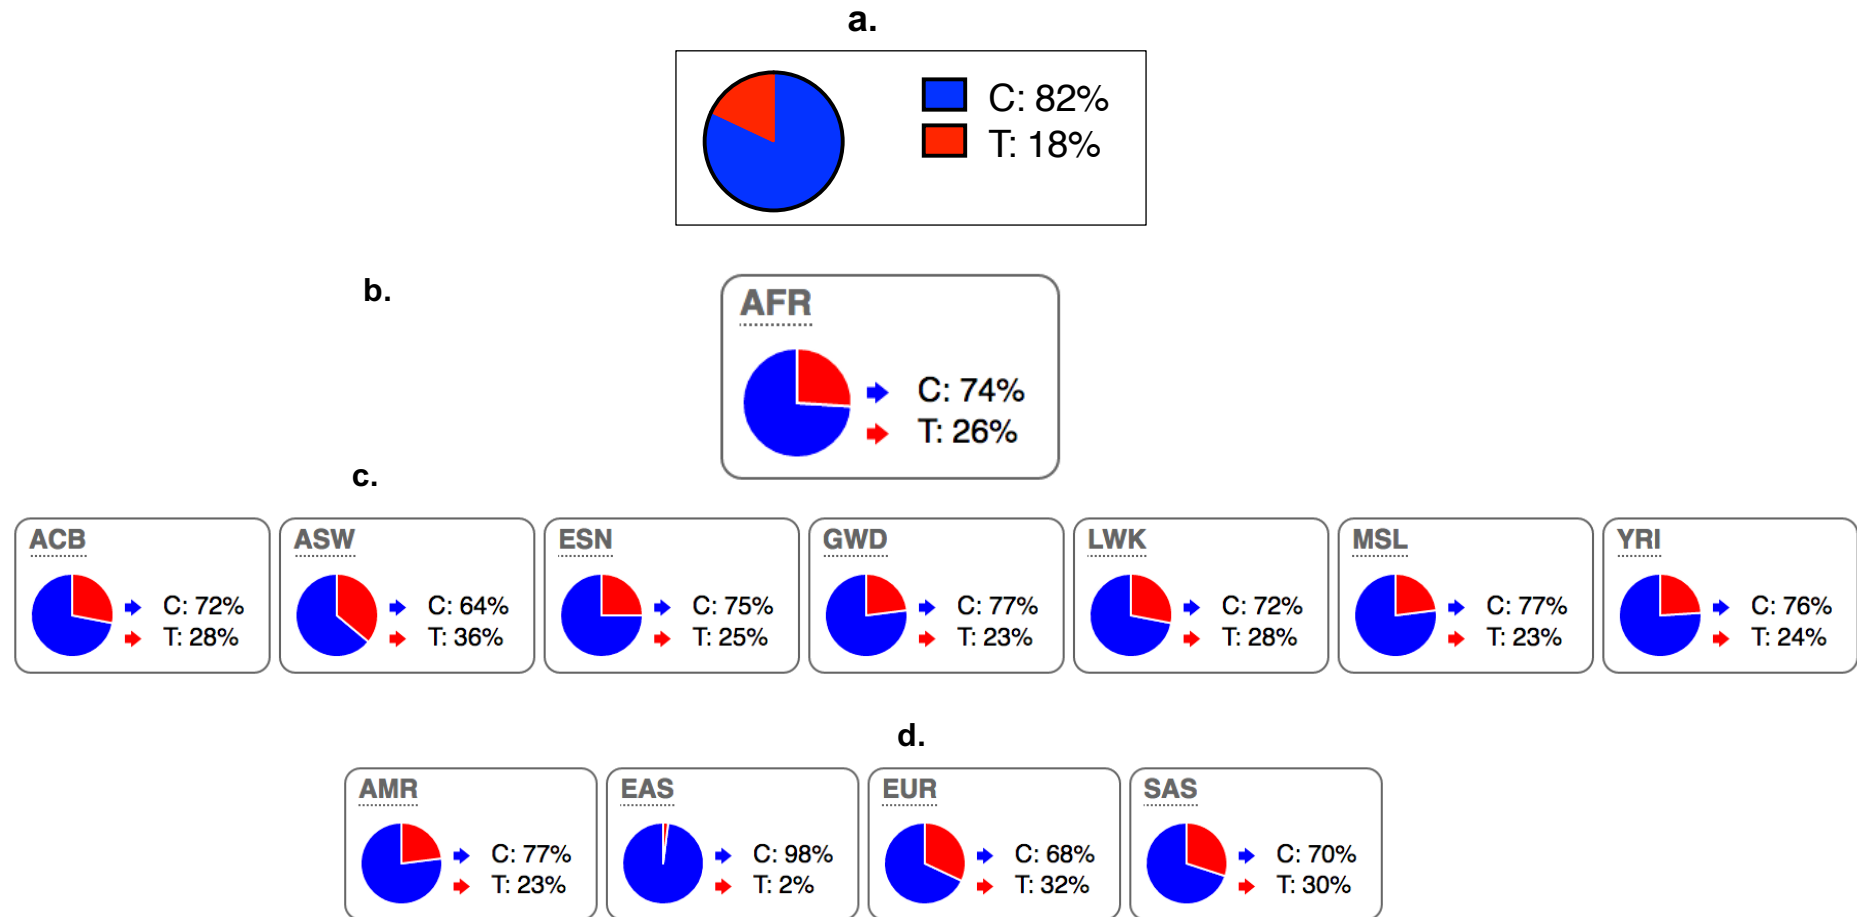 a.
C: 82%
T: 18%
b.
AFR
C: 74%
T: 26%
c.
ACB
C: 72%
T: 28%
ASW
C: 64%
T: 36%
ESN
C: 75%
T: 25%
GWD
C: 77%
T: 23%
LWK
C: 72%
T: 28%
MSL
C: 77%
T: 23%
YRI
C: 76%
T: 24%
d.
AMR
C: 77%
T: 23%
EAS
C: 98%
T: 2%
EUR
C: 68%
T: 32%
SAS
C: 70%
T: 30%